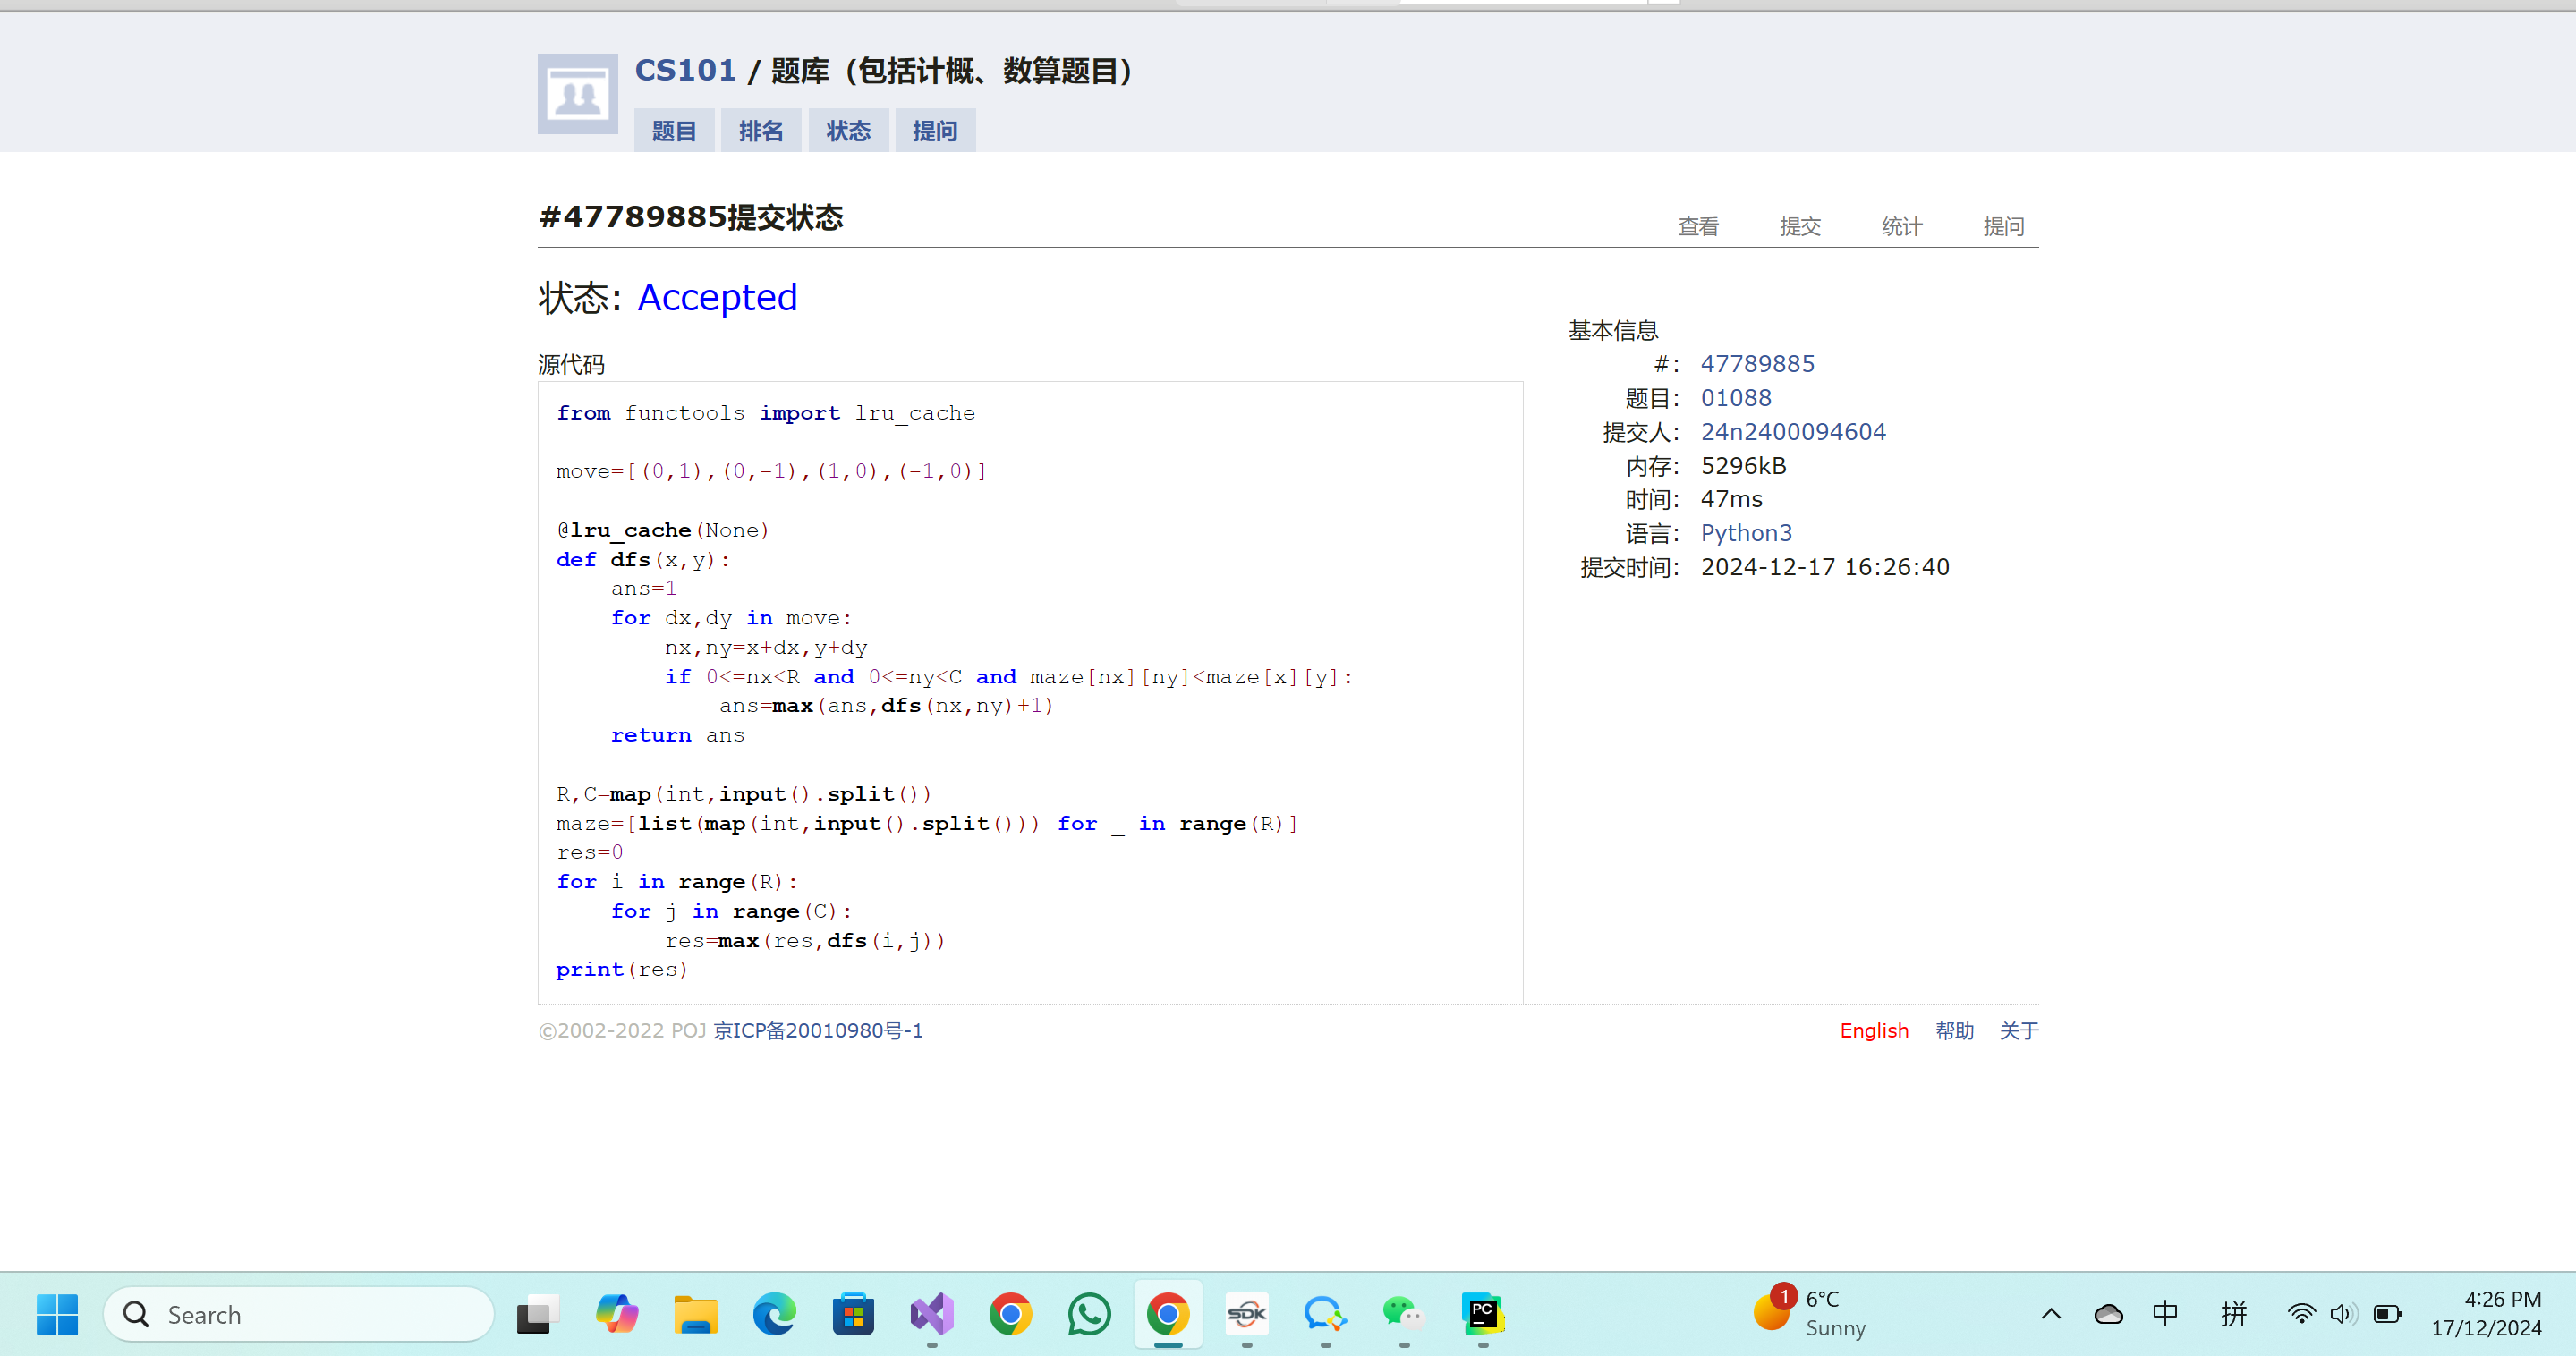 CS101 / 题库（包括计概、数算题目）
题目 排名 状态 提问
#47789885提交状态
查看 提交 统计 提问
状态: Accepted
源代码
from functools import lru_cache
move=[(0,1),(0,-1),(1,0),(-1,0)]
@lru_cache(None)
def dfs(x,y):
    ans=1
    for dx,dy in move:
        nx,ny=x+dx,y+dy
        if 0<=nx<R and 0<=ny<C and maze[nx][ny]<maze[x][y]:
            ans=max(ans,dfs(nx,ny)+1)
    return ans
R,C=map(int,input().split())
maze=[list(map(int,input().split())) for _ in range(R)]
res=0
for i in range(R):
    for j in range(C):
        res=max(res,dfs(i,j))
print(res)
基本信息
#: 47789885
题目: 01088
提交人: 24n2400094604
内存: 5296kB
时间: 47ms
语言: Python3
提交时间: 2024-12-17 16:26:40
©2002-2022 POJ 京ICP备20010980号-1
English 帮助 关于
Search
SDK
PC
1
6°C
Sunny
中
拼
4:26 PM
17/12/2024